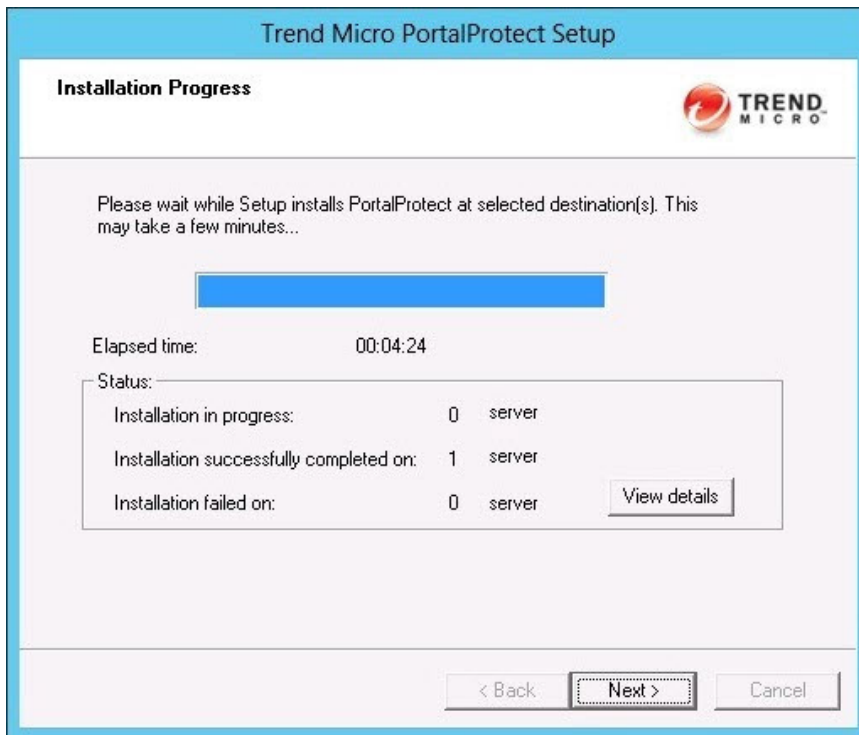 Trend Micro PortalProtect Setup
Installation Progress
TREND
MICRO
Please wait while Setup installs PortalProtect at selected destination(s). This
may take a few minutes...
Elapsed time: 00:04:24
Status:
Installation in progress: 0 server
Installation successfully completed on: 1 server
Installation failed on: 0 server
View details
< Back Next > Cancel